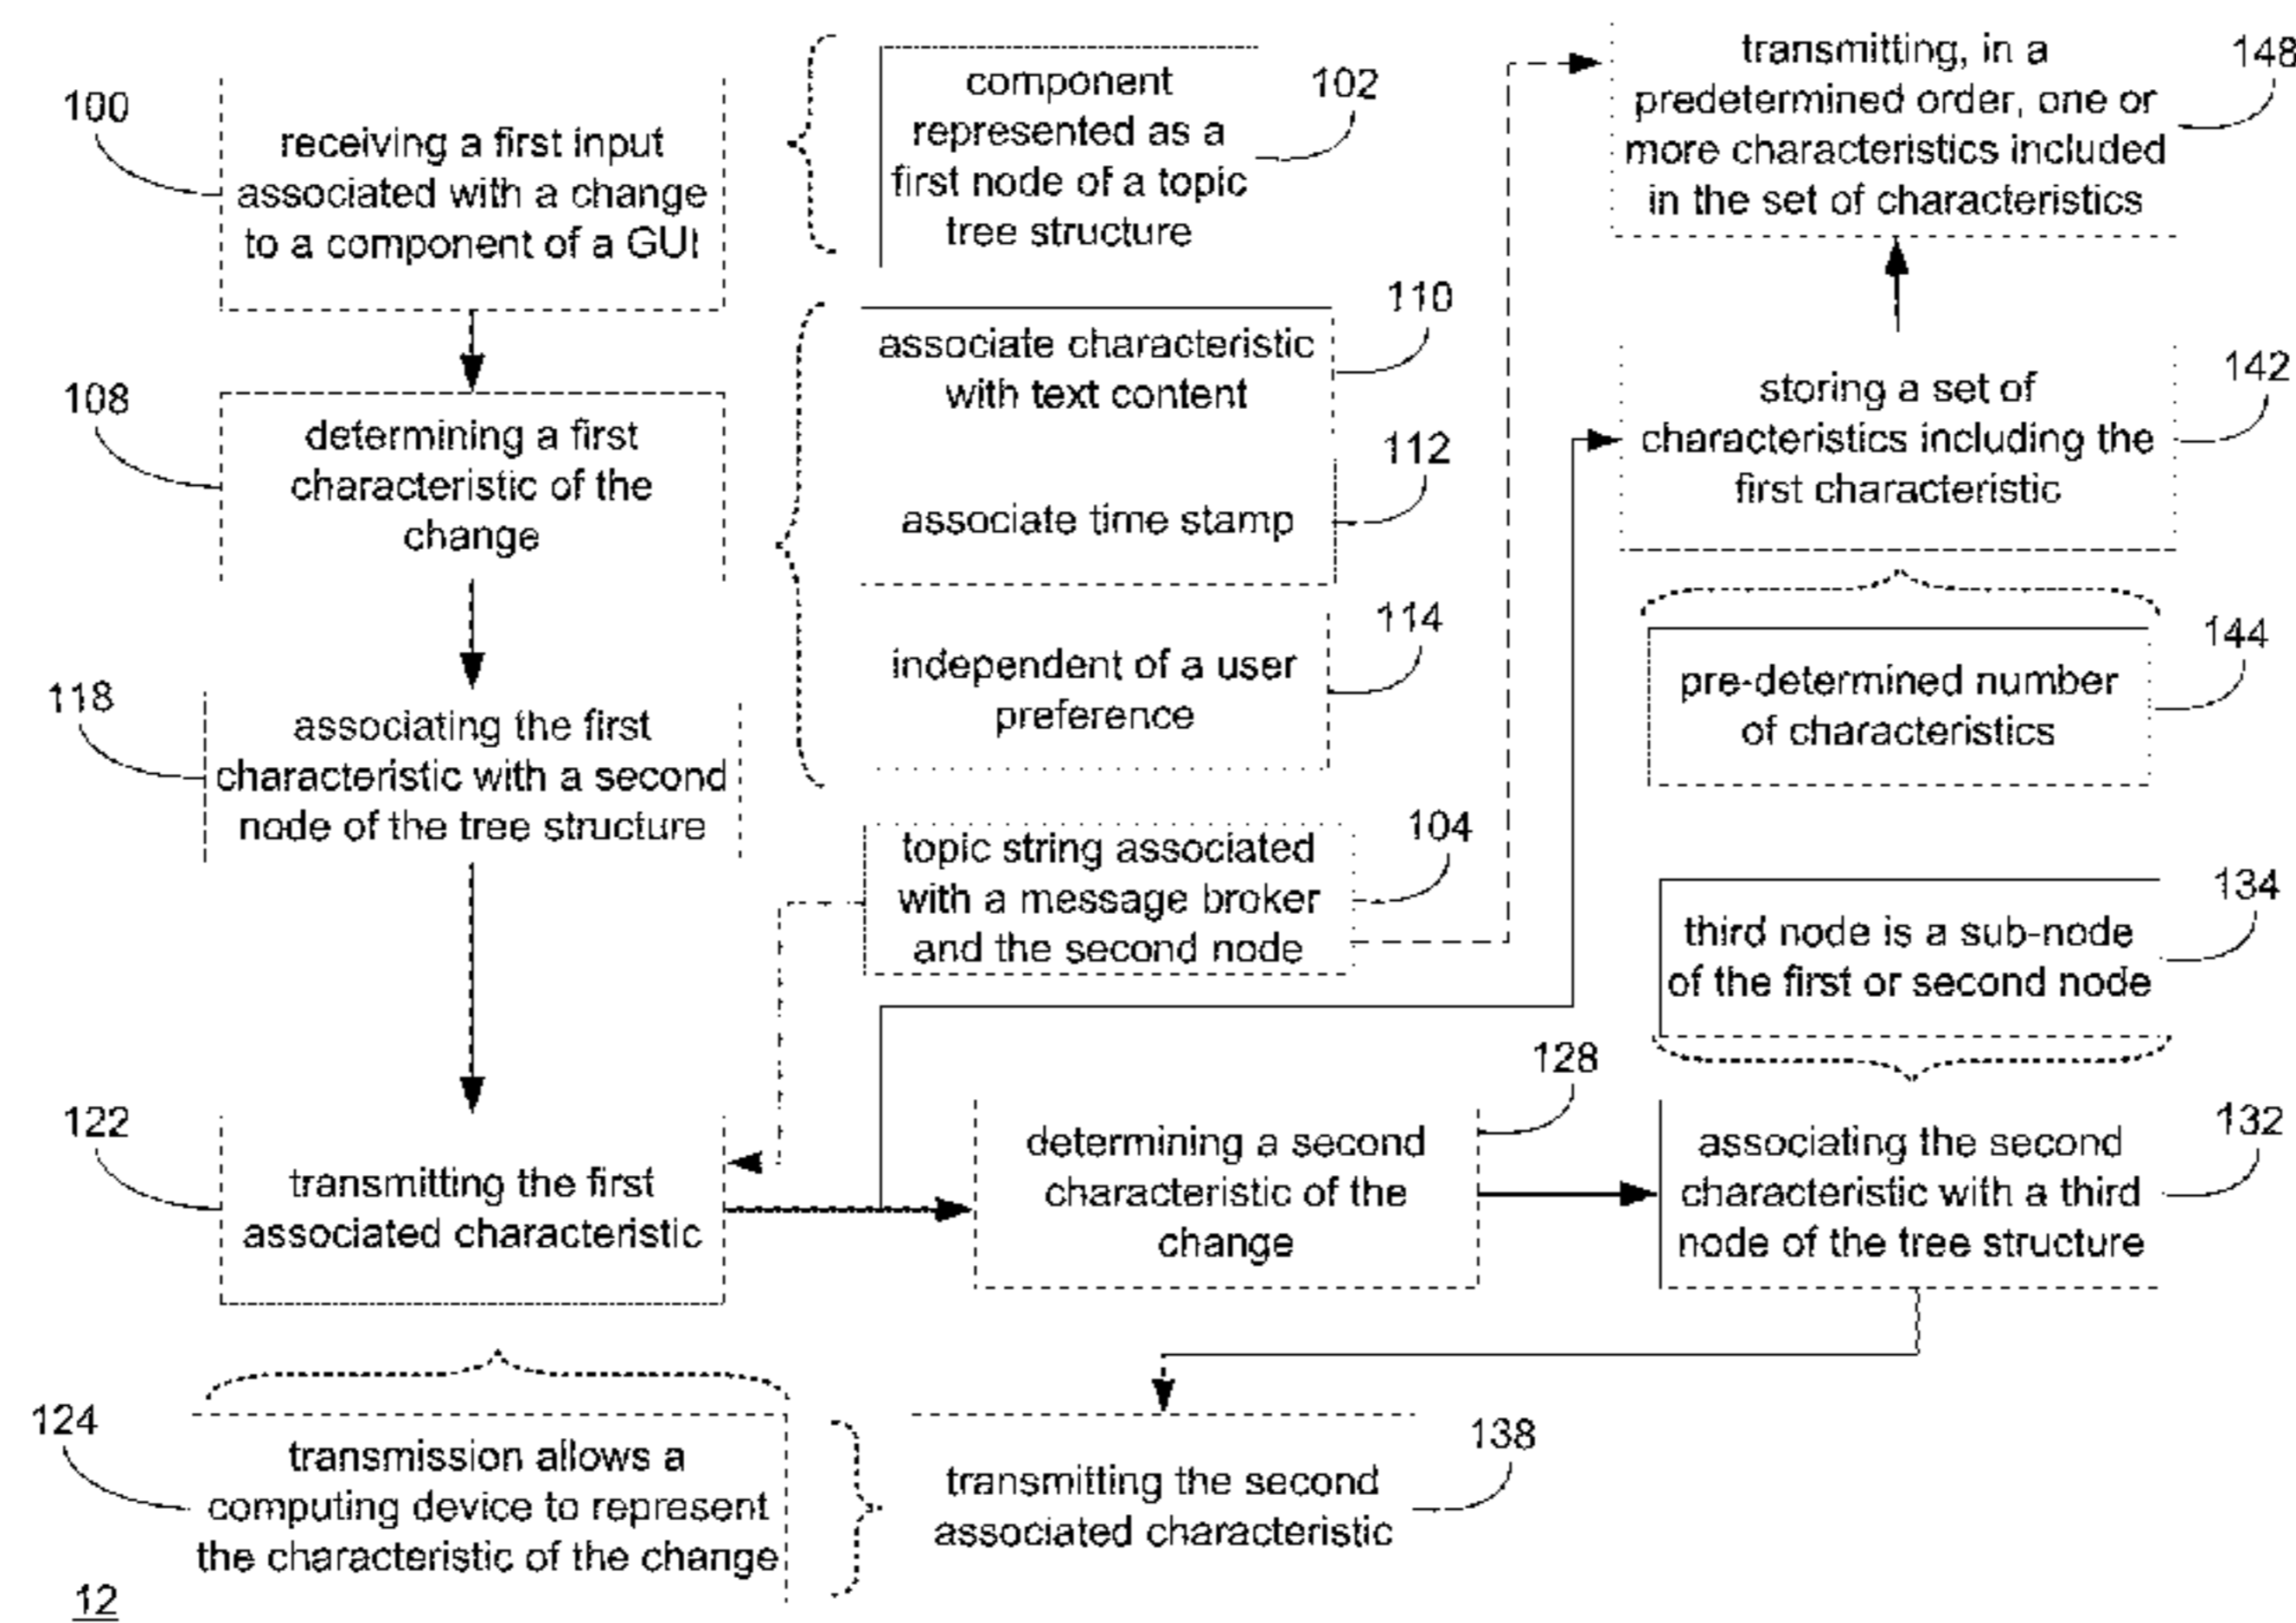 100
receiving a first input
associated with a change
to a component of a GUI
102
component
represented as a
first node of a topic
tree structure
108
determining a first
characteristic of the
change
110
associate characteristic
with text content
112
associate time stamp
114
independent of a user
preference
118
associating the first
characteristic with a second
node of the tree structure
104
topic string associated
with a message broker
and the second node
122
transmitting the first
associated characteristic
124
transmission allows a
computing device to represent
the characteristic of the change
128
determining a second
characteristic of the
change
134
third node is a sub-node
of the first or second node
132
associating the second
characteristic with a third
node of the tree structure
138
transmitting the second
associated characteristic
148
transmitting, in a
predetermined order, one or
more characteristics included
in the set of characteristics
142
storing a set of
characteristics including the
first characteristic
144
pre-determined number
of characteristics
12